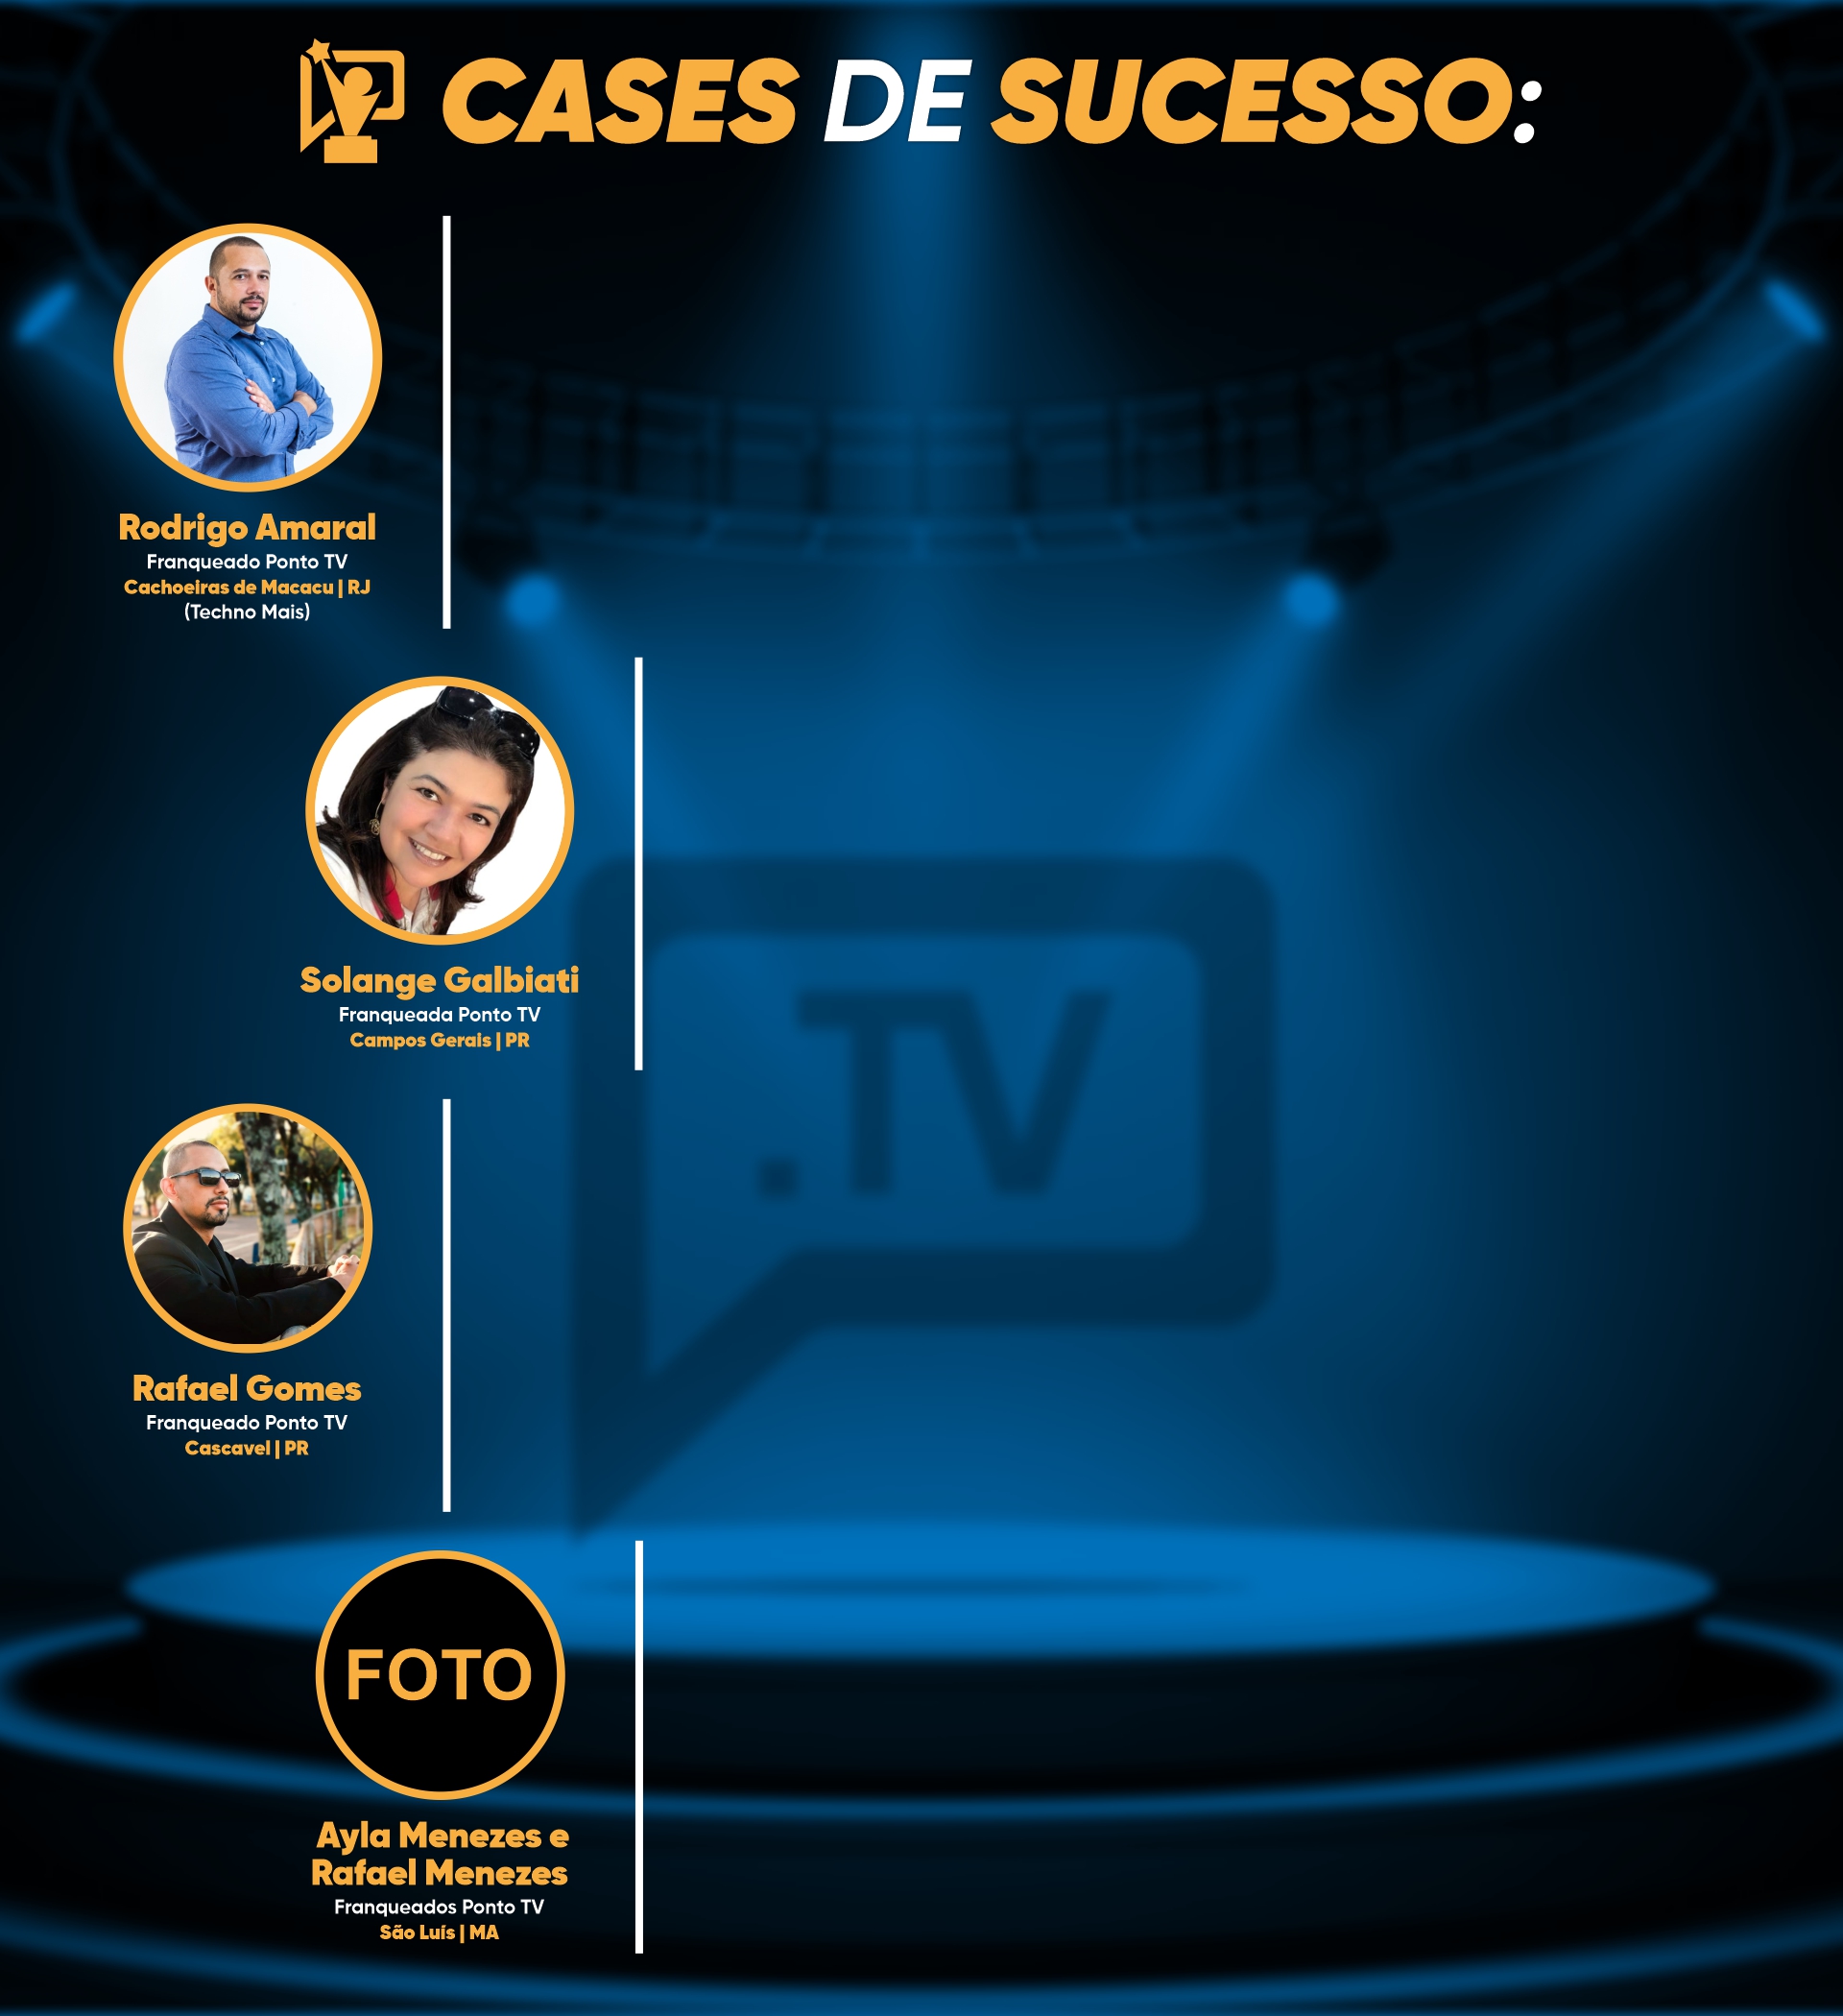 CASES DE SUCESSO:
Rodrigo Amaral
Franqueado Ponto TV
Cachoeiras de Macacu | RJ
(Techno Mais)
Solange Galbiati
Franqueada Ponto TV
Campos Gerais | PR
.TV
Rafael Gomes
Franqueado Ponto TV
Cascavel | PR
FOTO
Ayla Menezes e
Rafael Menezes
Franqueados Ponto TV
São Luís | MA